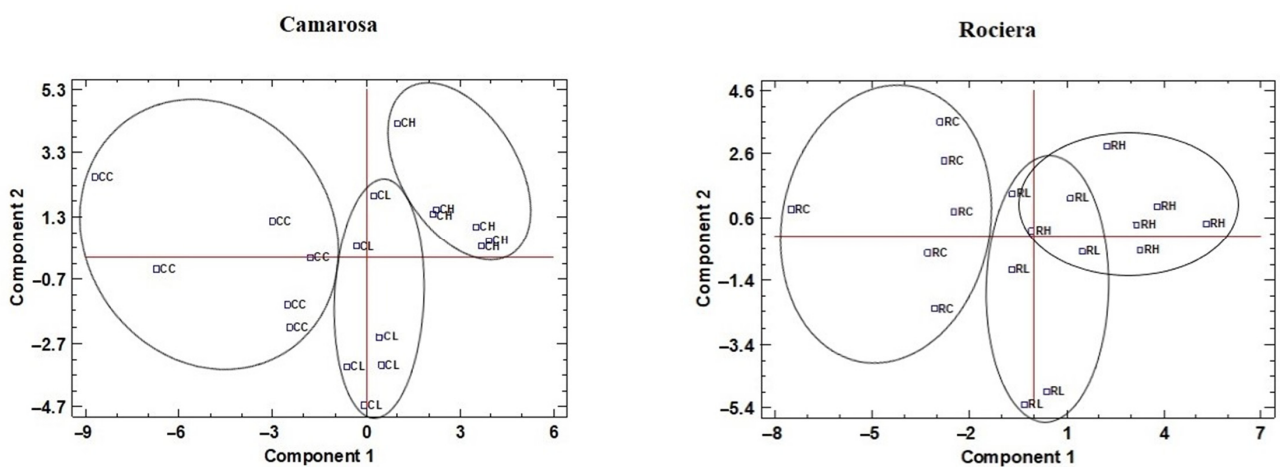 Camarosa
5.3
3.3
1.3
−0.7
−2.7
−4.7
Component 2
CH
CC
CL
CH
CH
CC
CH
CL
CH
CH
CC
CC
CC
CL
CC
CL
CL
CL
−9
−6
−3
0
3
6
Component 1
Rociera
4.6
2.6
0.6
−1.4
−3.4
−5.4
Component 2
RC
RH
RC
RL
RL
RC
RC
RH
RH
RH
RH
RC
RL
RH
RL
RC
RL
RL
−8
−5
−2
1
4
7
Component 1